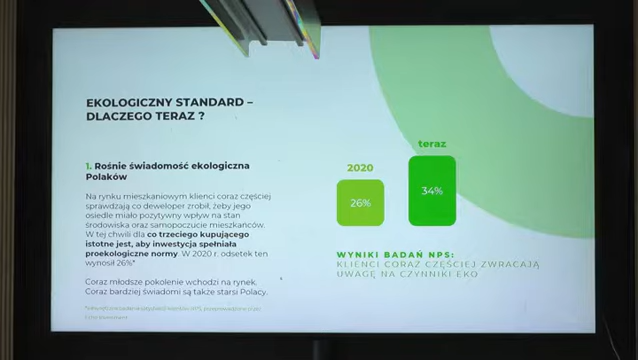 EKOLOGICZNY STANDARD –
DLACZEGO TERAZ ?
1. Rośnie świadomość ekologiczna
Polaków
Na rynku mieszkaniowym klienci coraz częściej
sprawdzają co deweloper zrobił, żeby jego
osiedle miało pozytywny wpływ na stan
środowiska oraz samopoczucie mieszkańców.
W tej chwili dla co trzeciego kupującego
istotne jest, aby inwestycja spełniała
proekologiczne normy. W 2020 r. odsetek ten
wynosił 26%*
Coraz młodsze pokolenie wchodzi na rynek.
Coraz bardziej świadomi są także starsi Polacy.
2020
26%
teraz
34%
WYNIKI BADAŃ NPS:
KLIENCI CORAZ CZĘŚCIEJ ZWRACAJĄ
UWAGĘ NA CZYNNIKI EKO